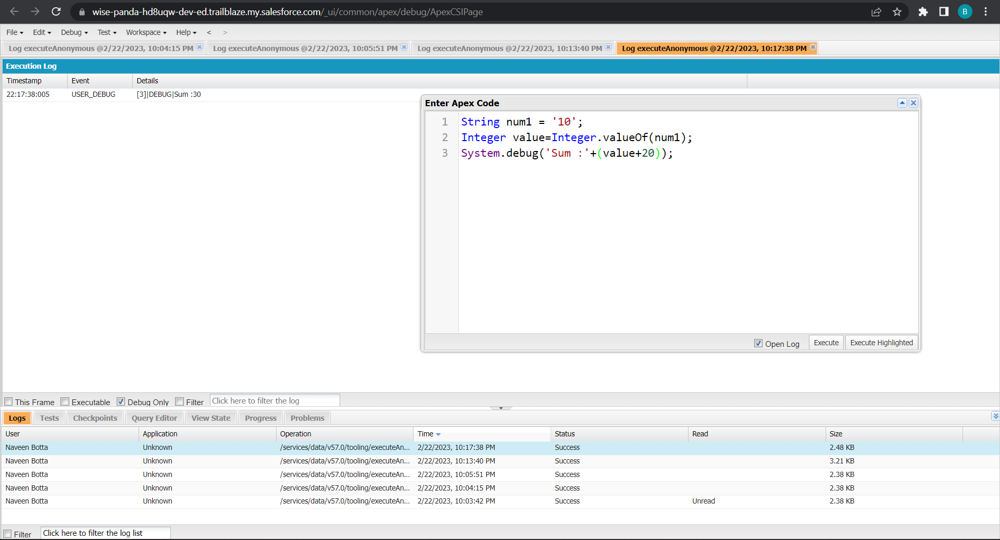 wise-panda-hd8uqw-dev-ed.trailblaze.my.salesforce.com/_ui/common/apex/debug/ApexCSIPage
B
File Edit Debug Test Workspace Help < >
Log executeAnonymous @2/22/2023, 10:04:15 PM Log executeAnonymous @2/22/2023, 10:05:51 PM Log executeAnonymous @2/22/2023, 10:13:40 PM Log executeAnonymous @2/22/2023, 10:17:38 PM
Execution Log
Timestamp Event Details
22:17:38:005 USER_DEBUG [3]|DEBUG|Sum :30
Enter Apex Code
1 String num1 = '10';
2 Integer value=Integer.valueOf(num1);
3 System.debug('Sum :'+(value+20));
Open Log Execute Execute Highlighted
This Frame Executable Debug Only Filter Click here to filter the log
Logs Tests Checkpoints Query Editor View State Progress Problems
User Application Operation Time Status Read Size
Naveen Botta Unknown /services/data/v57.0/tooling/executeAn... 2/22/2023, 10:17:38 PM Success 2.48 KB
Naveen Botta Unknown /services/data/v57.0/tooling/executeAn... 2/22/2023, 10:13:40 PM Success 3.21 KB
Naveen Botta Unknown /services/data/v57.0/tooling/executeAn... 2/22/2023, 10:05:51 PM Success 2.38 KB
Naveen Botta Unknown /services/data/v57.0/tooling/executeAn... 2/22/2023, 10:04:15 PM Success 2.38 KB
Naveen Botta Unknown /services/data/v57.0/tooling/executeAn... 2/22/2023, 10:03:42 PM Success Unread 2.38 KB
Filter Click here to filter the log list